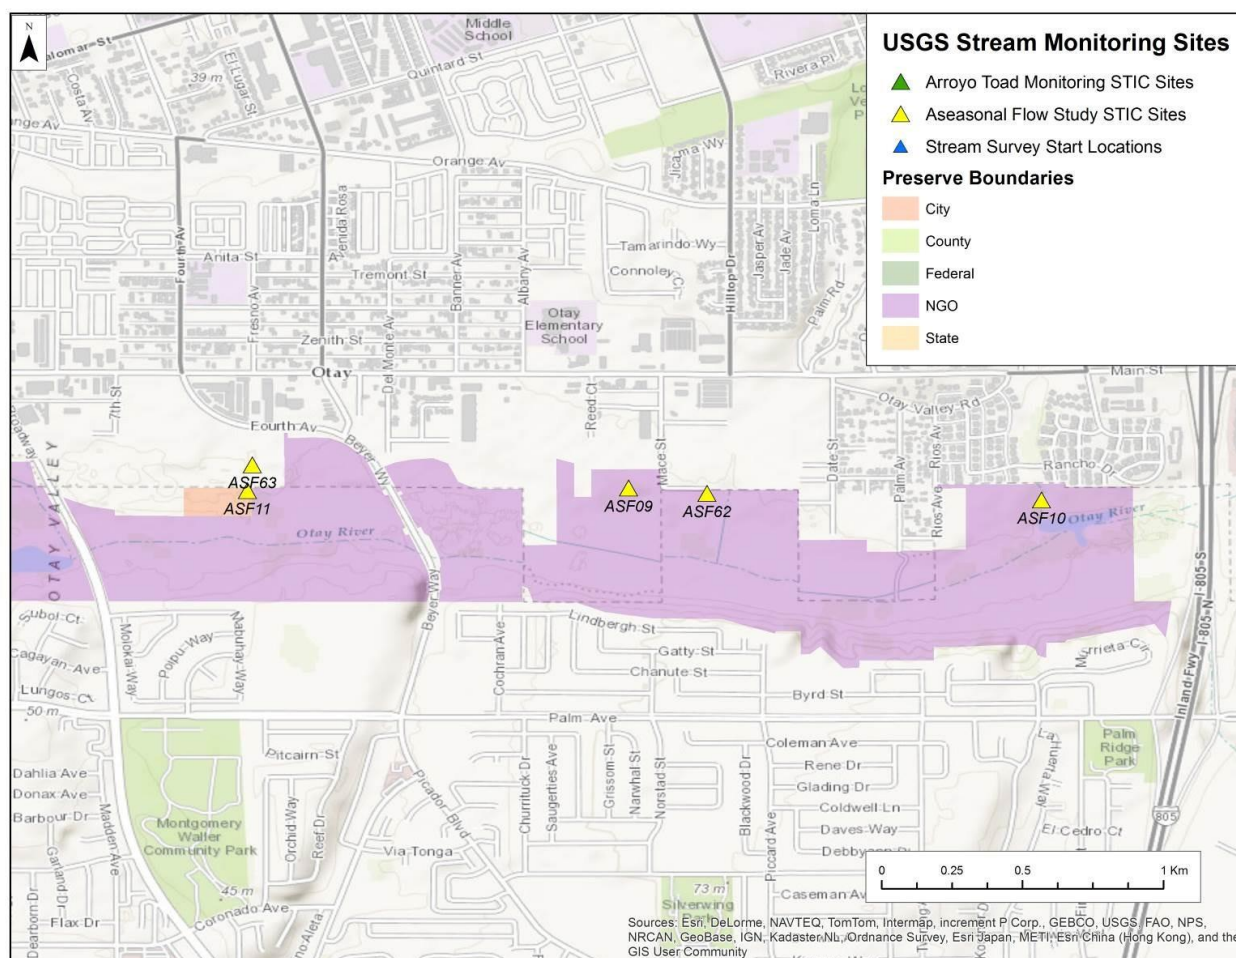 N
USGS Stream Monitoring Sites
Arroyo Toad Monitoring STIC Sites
Aseasonal Flow Study STIC Sites
Stream Survey Start Locations
Preserve Boundaries
City
County
Federal
NGO
State
Middle
School
Palomar St
39 m
Quintard St
Rivera Pl
El Lugar St
Costa Av
Orange Av
Jicama Wy
Loma Ln
Fourth Av
Anita St
Tamarindo Wy
Connoley Ci
Hilltop Dr
Jasper Av
Jade Av
Tremont St
Banner Av
Albany Av
Fresno Av
Zenith St
Del Monte Av
Otay
Elementary
School
Palm Rd
Otay
Main St
7th St
Reed Ct
Otay Valley Rd
Fourth Av
Beyer Wy
Mace St
Date St
Palm Av
Rios Av
Rancho Dr
Broadway
OTAY VALLEY
ASF63
ASF11
ASF09
ASF62
ASF10
Otay River
Otay River
Rios Ave
Beyer Way
Subol Ct
Cagayan Ave
Lungos Ct
50 m
Molokai Way
Poipu Way
Nabuhay Way
Cochran Ave
Lindbergh St
Gatty St
Chanute St
Byrd St
Murrieta Cir
Inland Fwy I-805-S
I-805-N
Palm Ave
Pitcairn St
Coleman Ave
Rene Dr
Glading Dr
Coldwell Ln
Daves Way
Palm
Ridge
Park
La Huerta Way
El Cedro Ct
805
Dahlia Ave
Donax Ave
Barbour Dr
Madden Ave
Garland Dr
Dearborn Dr
Flax Dr
Montgomery
Waller
Community Park
45 m
Coronado Ave
Orchid Way
Reef Dr
Picador Blvd
Via Tonga
Churrituck Dr
Saugerties Ave
Grissom St
Narwhal St
Norstad St
Blackwood Dr
Piccard Ave
Caseman Av
73 m
Silverwing
0 0.25 0.5 1 Km
Sources: Esri, DeLorme, NAVTEQ, TomTom, Intermap, increment P Corp., GEBCO, USGS, FAO, NPS,
NRCAN, GeoBase, IGN, Kadaster NL, Ordnance Survey, Esri Japan, METI, Esri China (Hong Kong), and the
GIS User Community